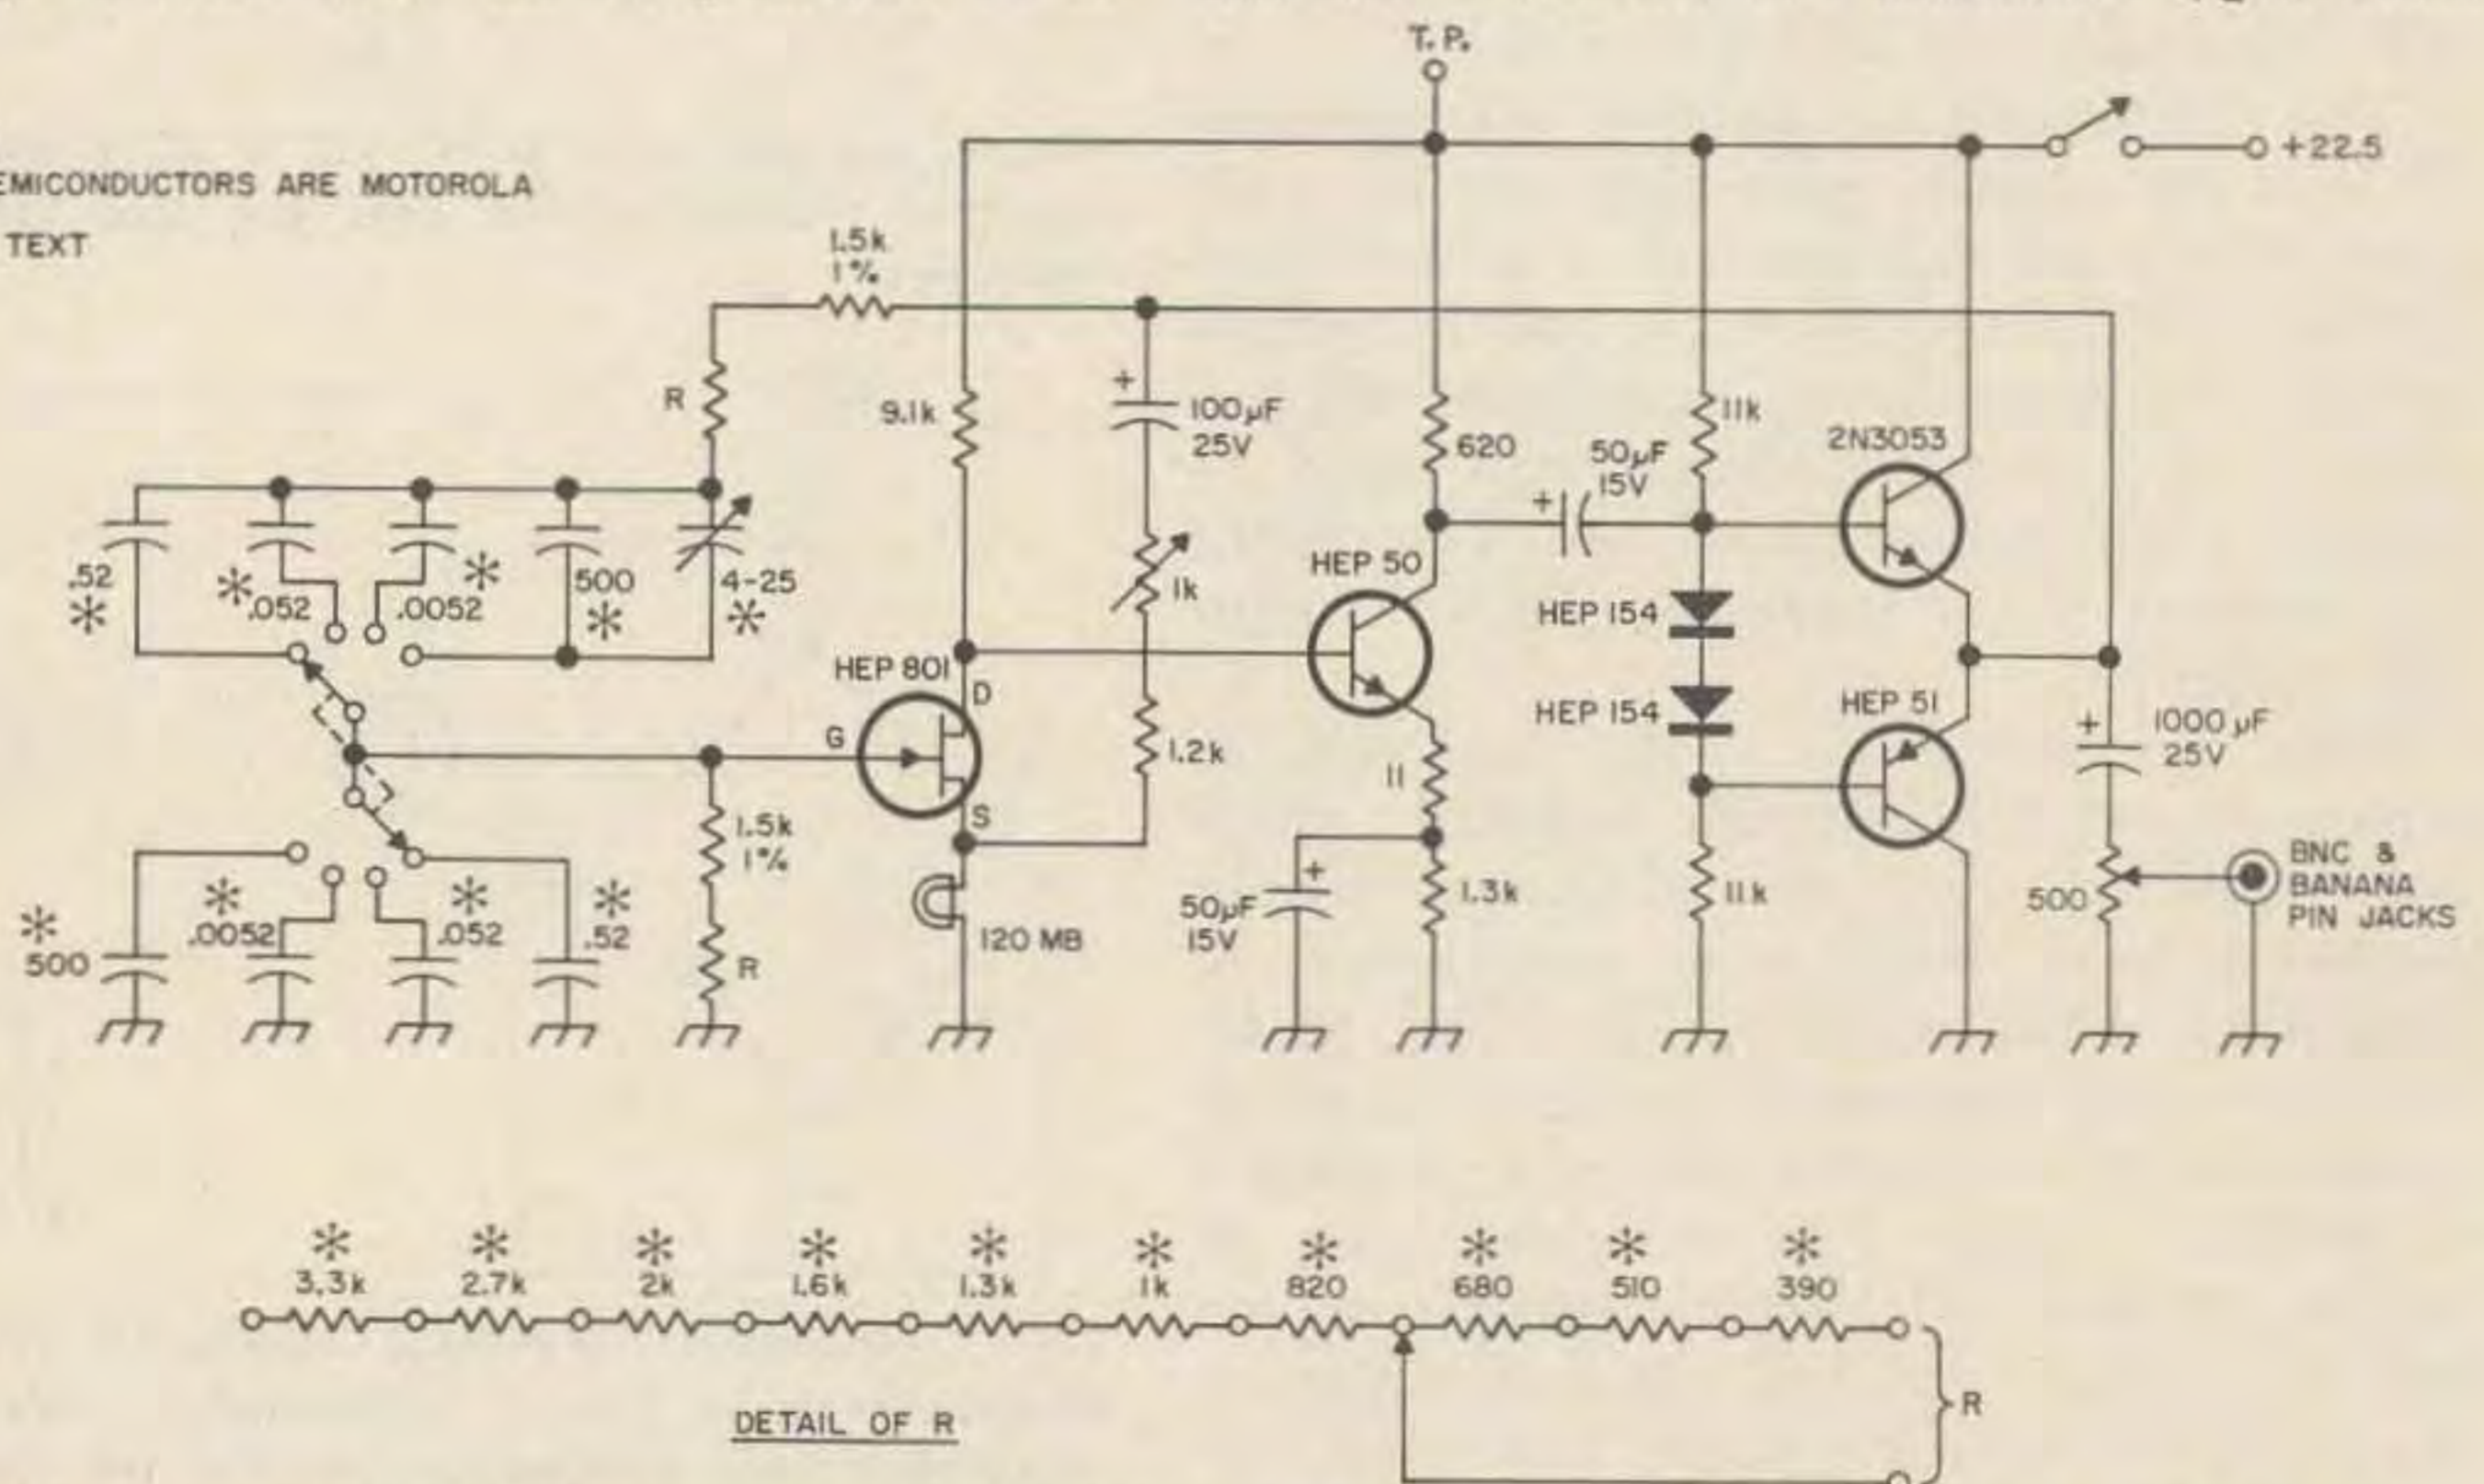 T. P.
+22.5
EMICONDUCTORS ARE MOTOROLA
TEXT
1.5k
1%
R
9.1k
+
100µF
25V
620
50µF
15V
+
11k
2N3053
.52
*
*
.052
*
.0052
500
*
4-25
*
1k
HEP 50
HEP 154
HEP 801
D
G
S
HEP 154
HEP 51
+
1000 µF
25V
1.2k
11
1.5k
1%
R
120 MB
+
50µF
15V
1.3k
11k
500
BNC &
BANANA
PIN JACKS
*
500
*
.0052
*
.052
*
.52
* * * * * * * * * *
3.3k 2.7k 2k 1.6k 1.3k 1k 820 680 510 390
R
DETAIL OF R